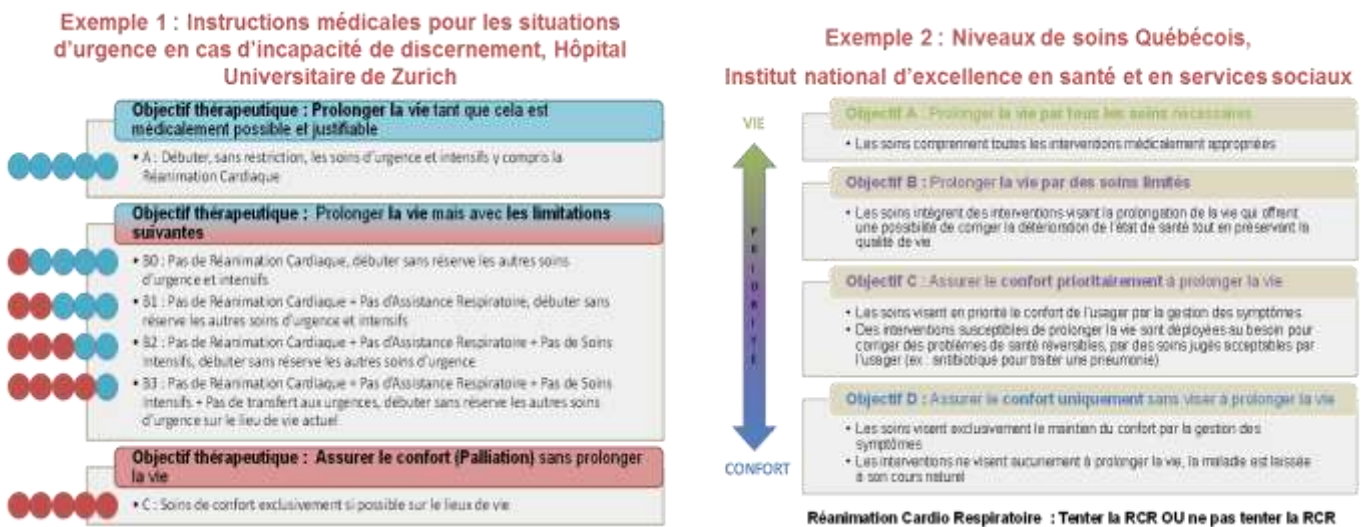 Exemple 1 : Instructions médicales pour les situations
d'urgence en cas d'incapacité de discernement, Hôpital
Universitaire de Zurich
Objectif thérapeutique : Prolonger la vie tant que cela est
médicalement possible et justifiable
• A : Débuter, sans restriction, les soins d'urgence et intensifs y compris la
Réanimation Cardiaque
Objectif thérapeutique : Prolonger la vie mais avec les limitations
suivantes
• B0 : Pas de Réanimation Cardiaque, débuter sans réserve les autres soins
d'urgence et intensifs
• B1 : Pas de Réanimation Cardiaque + Pas d'Assistance Respiratoire, débuter sans
réserve les autres soins d'urgence et intensifs
• B2 : Pas de Réanimation Cardiaque + Pas d'Assistance Respiratoire + Pas de Soins
Intensifs, débuter sans réserve les autres soins d'urgence
• B3 : Pas de Réanimation Cardiaque + Pas d'Assistance Respiratoire + Pas de Soins
Intensifs + Pas de transfert aux urgences, débuter sans réserve les autres soins
d'urgence sur le lieu de vie actuel
Objectif thérapeutique : Assurer le confort (Palliation) sans prolonger
la vie
• C : Soins de confort exclusivement si possible sur le lieux de vie
Exemple 2 : Niveaux de soins Québécois,
Institut national d'excellence en santé et en services sociaux
VIE
PRIORITE
CONFORT
Objectif A : Prolonger la vie par tous les soins nécessaires
• Les soins comprennent toutes les interventions médicalement appropriées
Objectif B : Prolonger la vie par des soins limités
• Les soins intègrent des interventions visant la prolongation de la vie qui offrent
une possibilité de corriger la détérioration de l'état de santé tout en préservant la
qualité de vie
Objectif C : Assurer le confort prioritairement à prolonger la vie
• Les soins visent en priorité le confort de l'usager par la gestion des symptômes
• Des interventions susceptibles de prolonger la vie sont déployées au besoin pour
corriger des problèmes de santé réversibles, par des soins jugés acceptables par
l'usager (ex : antibiotique pour traiter une pneumonie)
Objectif D : Assurer le confort uniquement sans viser à prolonger la vie
• Les soins visent exclusivement le maintien du confort par la gestion des
symptômes
• Les interventions ne visent aucunement à prolonger la vie, la maladie est laissée
à son cours naturel
Réanimation Cardio Respiratoire : Tenter la RCR OU ne pas tenter la RCR